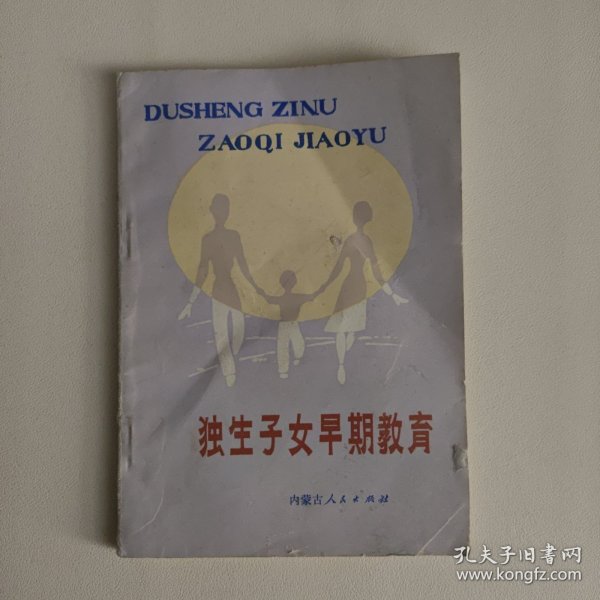 DUSHENG ZINU
ZAOQI JIAOYU
独生子女早期教育
内蒙古人民出版社
孔夫子旧书网
www.kongfz.com